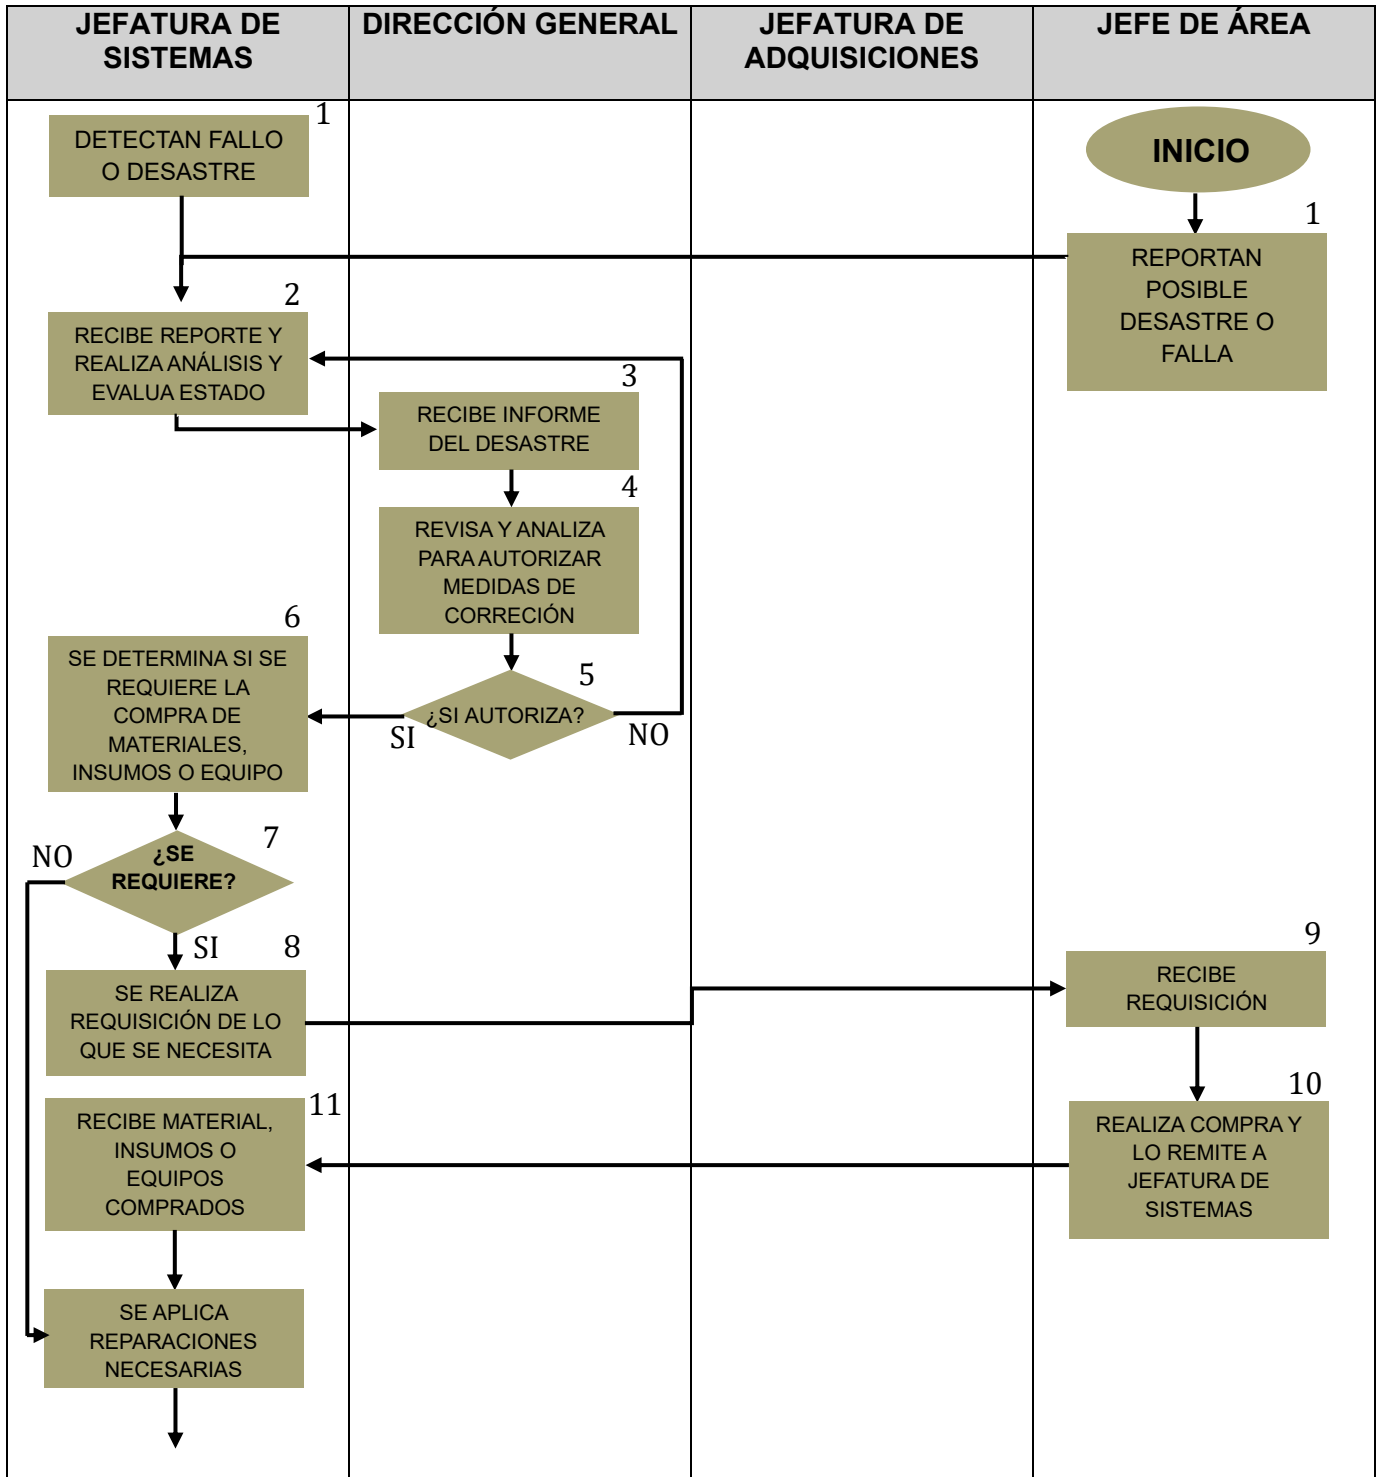 JEFATURA DE
SISTEMAS
DIRECCIÓN GENERAL
JEFATURA DE
ADQUISICIONES
JEFE DE ÁREA
1
DETECTAN FALLO
O DESASTRE
INICIO
1
REPORTAN
POSIBLE
DESASTRE O
FALLA
2
RECIBE REPORTE Y
REALIZA ANÁLISIS Y
EVALUA ESTADO
3
RECIBE INFORME
DEL DESASTRE
4
REVISA Y ANALIZA
PARA AUTORIZAR
MEDIDAS DE
CORRECIÓN
5
¿SI AUTORIZA?
SI
NO
6
SE DETERMINA SI SE
REQUIERE LA
COMPRA DE
MATERIALES,
INSUMOS O EQUIPO
7
¿SE
REQUIERE?
NO
SI
8
SE REALIZA
REQUISICIÓN DE LO
QUE SE NECESITA
9
RECIBE
REQUISICIÓN
10
REALIZA COMPRA Y
LO REMITE A
JEFATURA DE
SISTEMAS
11
RECIBE MATERIAL,
INSUMOS O
EQUIPOS
COMPRADOS
SE APLICA
REPARACIONES
NECESARIAS